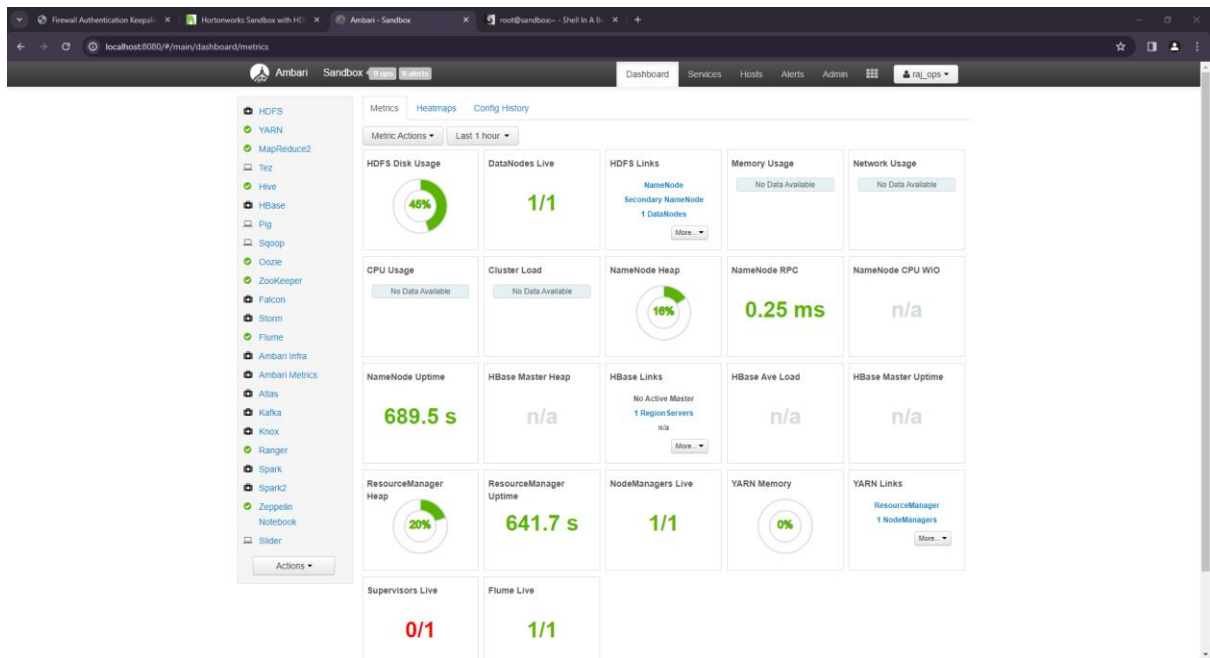 Firewall Authentication Keepali
Hortonworks Sandbox with HD
Ambari - Sandbox
root@sandbox:~ - Shell In A B
localhost:8080/#/main/dashboard/metrics
Ambari Sandbox 0 ops 0 alerts
Dashboard Services Hosts Alerts Admin raj_ops
HDFS
YARN
MapReduce2
Tez
Hive
HBase
Pig
Sqoop
Oozie
ZooKeeper
Falcon
Storm
Flume
Ambari Infra
Ambari Metrics
Atlas
Kafka
Knox
Ranger
Spark
Spark2
Zeppelin
Notebook
Slider
Actions
Metrics Heatmaps Config History
Metric Actions Last 1 hour
HDFS Disk Usage
45%
DataNodes Live
1/1
HDFS Links
NameNode
Secondary NameNode
1 DataNodes
More...
Memory Usage
No Data Available
Network Usage
No Data Available
CPU Usage
No Data Available
Cluster Load
No Data Available
NameNode Heap
16%
NameNode RPC
0.25 ms
NameNode CPU WIO
n/a
NameNode Uptime
689.5 s
HBase Master Heap
n/a
HBase Links
No Active Master
1 RegionServers
n/a
More...
HBase Ave Load
n/a
HBase Master Uptime
n/a
ResourceManager
Heap
20%
ResourceManager
Uptime
641.7 s
NodeManagers Live
1/1
YARN Memory
0%
YARN Links
ResourceManager
1 NodeManagers
More...
Supervisors Live
0/1
Flume Live
1/1